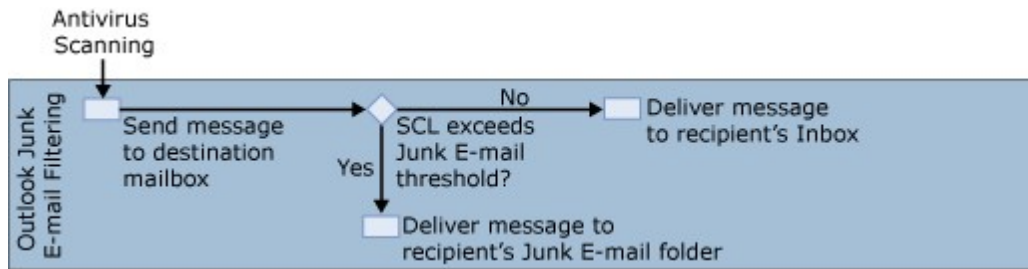 Antivirus
Scanning
Outlook Junk
E-mail Filtering
Send message
to destination
mailbox
SCL exceeds
Junk E-mail
threshold?
No
Deliver message
to recipient's Inbox
Yes
Deliver message to
recipient's Junk E-mail folder